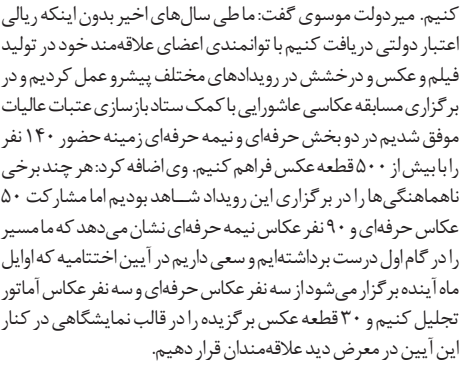 کنیم. میردولت موسوی گفت: ما طی سال‌های اخیر بدون اینکه ریالی
اعتبار دولتی دریافت کنیم با توانمندی اعضای علاقه‌مند خود در تولید
فیلم و عکس و درخشش در رویدادهای مختلف پیشرو عمل کردیم و در
برگزاری مسابقه عکاسی عاشورایی با کمک ستاد بازسازی عتبات عالیات
موفق شدیم در دو بخش حرفه‌ای و نیمه حرفه‌ای زمینه حضور ۱۴۰ نفر
را با بیش از ۵۰۰ قطعه عکس فراهم کنیم. وی اضافه کرد: هر چند برخی
ناهماهنگی‌ها را در برگزاری این رویداد شاهد بودیم اما مشارکت ۵۰
عکاس حرفه‌ای و ۹۰ نفر عکاس نیمه حرفه‌ای نشان می‌دهد که ما مسیر
را در گام اول درست برداشته‌ایم و سعی داریم در آیین اختتامیه که اوایل
ماه آینده برگزار می‌شود از سه نفر عکاس حرفه‌ای و سه نفر عکاس آماتور
تجلیل کنیم و ۳۰ قطعه عکس برگزیده را در قالب نمایشگاهی در کنار
این آیین در معرض دید علاقه‌مندان قرار دهیم.